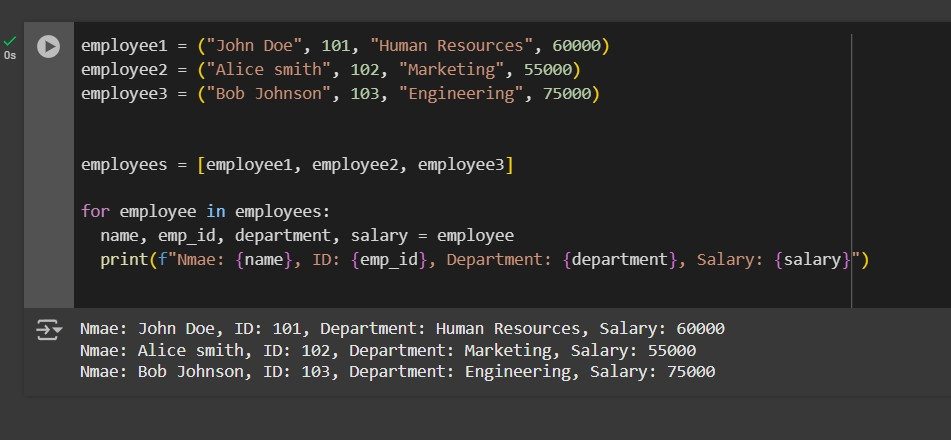 0s
employee1 = ("John Doe", 101, "Human Resources", 60000)
employee2 = ("Alice smith", 102, "Marketing", 55000)
employee3 = ("Bob Johnson", 103, "Engineering", 75000)
employees = [employee1, employee2, employee3]
for employee in employees:
  name, emp_id, department, salary = employee
  print(f"Nmae: {name}, ID: {emp_id}, Department: {department}, Salary: {salary}")
Nmae: John Doe, ID: 101, Department: Human Resources, Salary: 60000
Nmae: Alice smith, ID: 102, Department: Marketing, Salary: 55000
Nmae: Bob Johnson, ID: 103, Department: Engineering, Salary: 75000